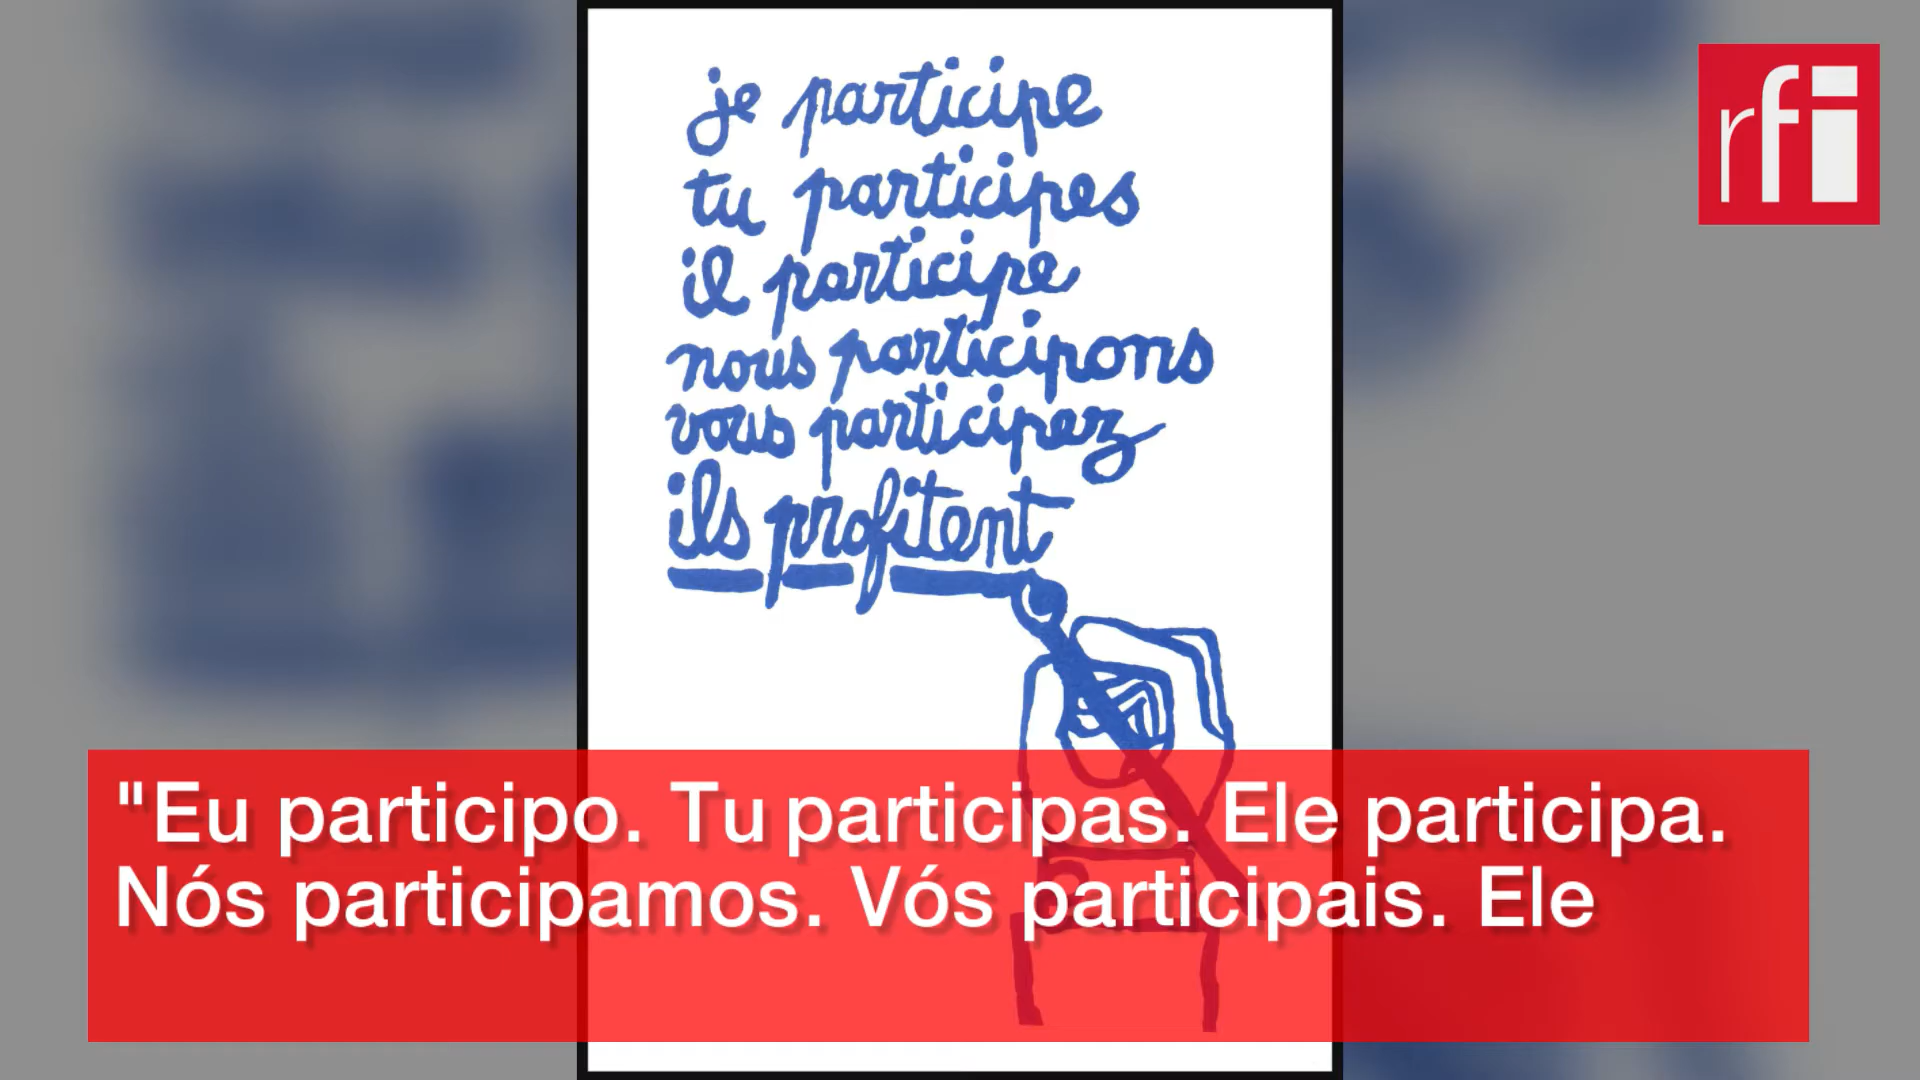 je participe
tu participes
il participe
nous participons
vous participez
ils profitent
rfi
"Eu participo. Tu participas. Ele participa.
Nós participamos. Vós participais. Ele